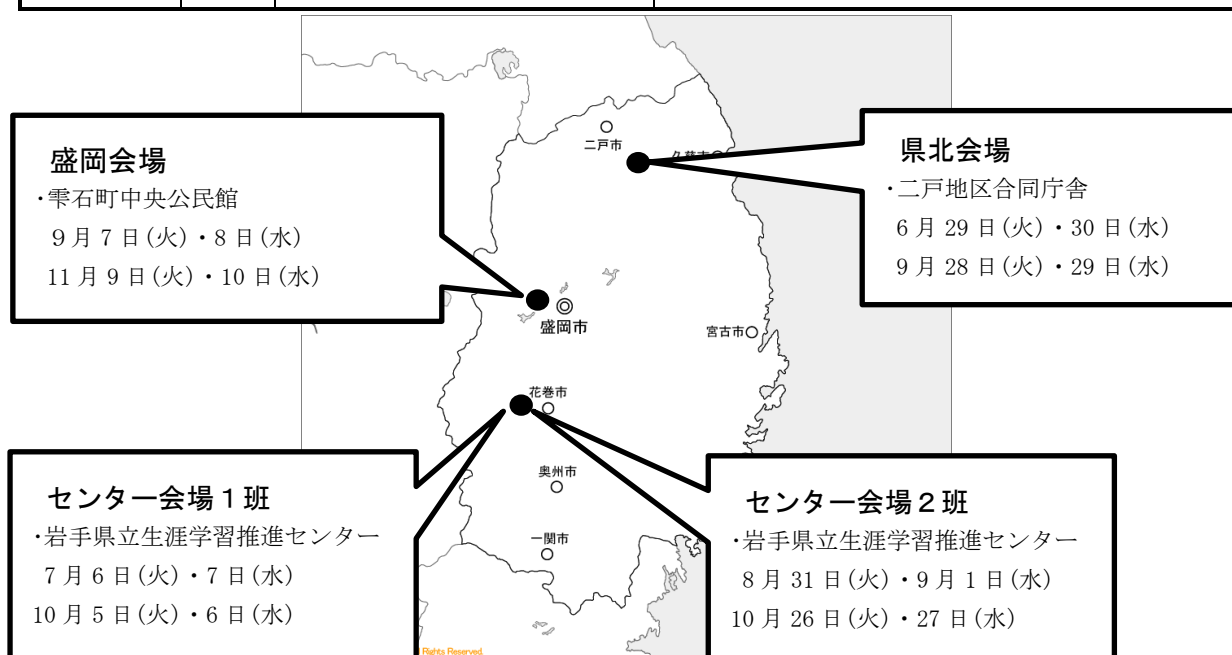 二戸市
盛岡会場
・雫石町中央公民館
9月7日(火)・8日(水)
11月9日(火)・10日(水)
県北会場
・二戸地区合同庁舎
6月29日(火)・30日(水)
9月28日(火)・29日(水)
盛岡市
宮古市
花巻市
奥州市
一関市
センター会場1班
・岩手県立生涯学習推進センター
7月6日(火)・7日(水)
10月5日(火)・6日(水)
センター会場2班
・岩手県立生涯学習推進センター
8月31日(火)・9月1日(水)
10月26日(火)・27日(水)
Rights Reserved.